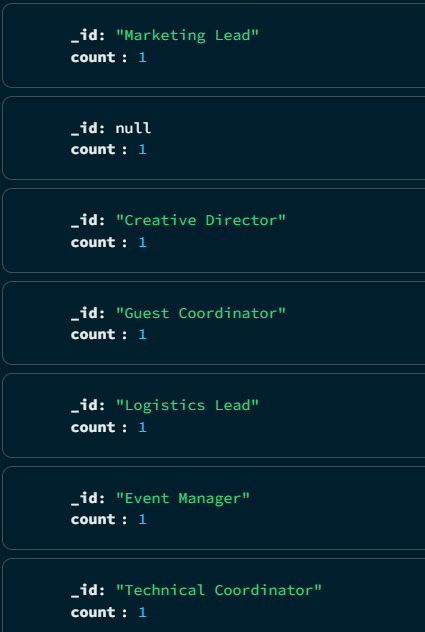 _id: "Marketing Lead"
count : 1
_id: null
count : 1
_id: "Creative Director"
count : 1
_id: "Guest Coordinator"
count : 1
_id: "Logistics Lead"
count : 1
_id: "Event Manager"
count : 1
_id: "Technical Coordinator"
count : 1